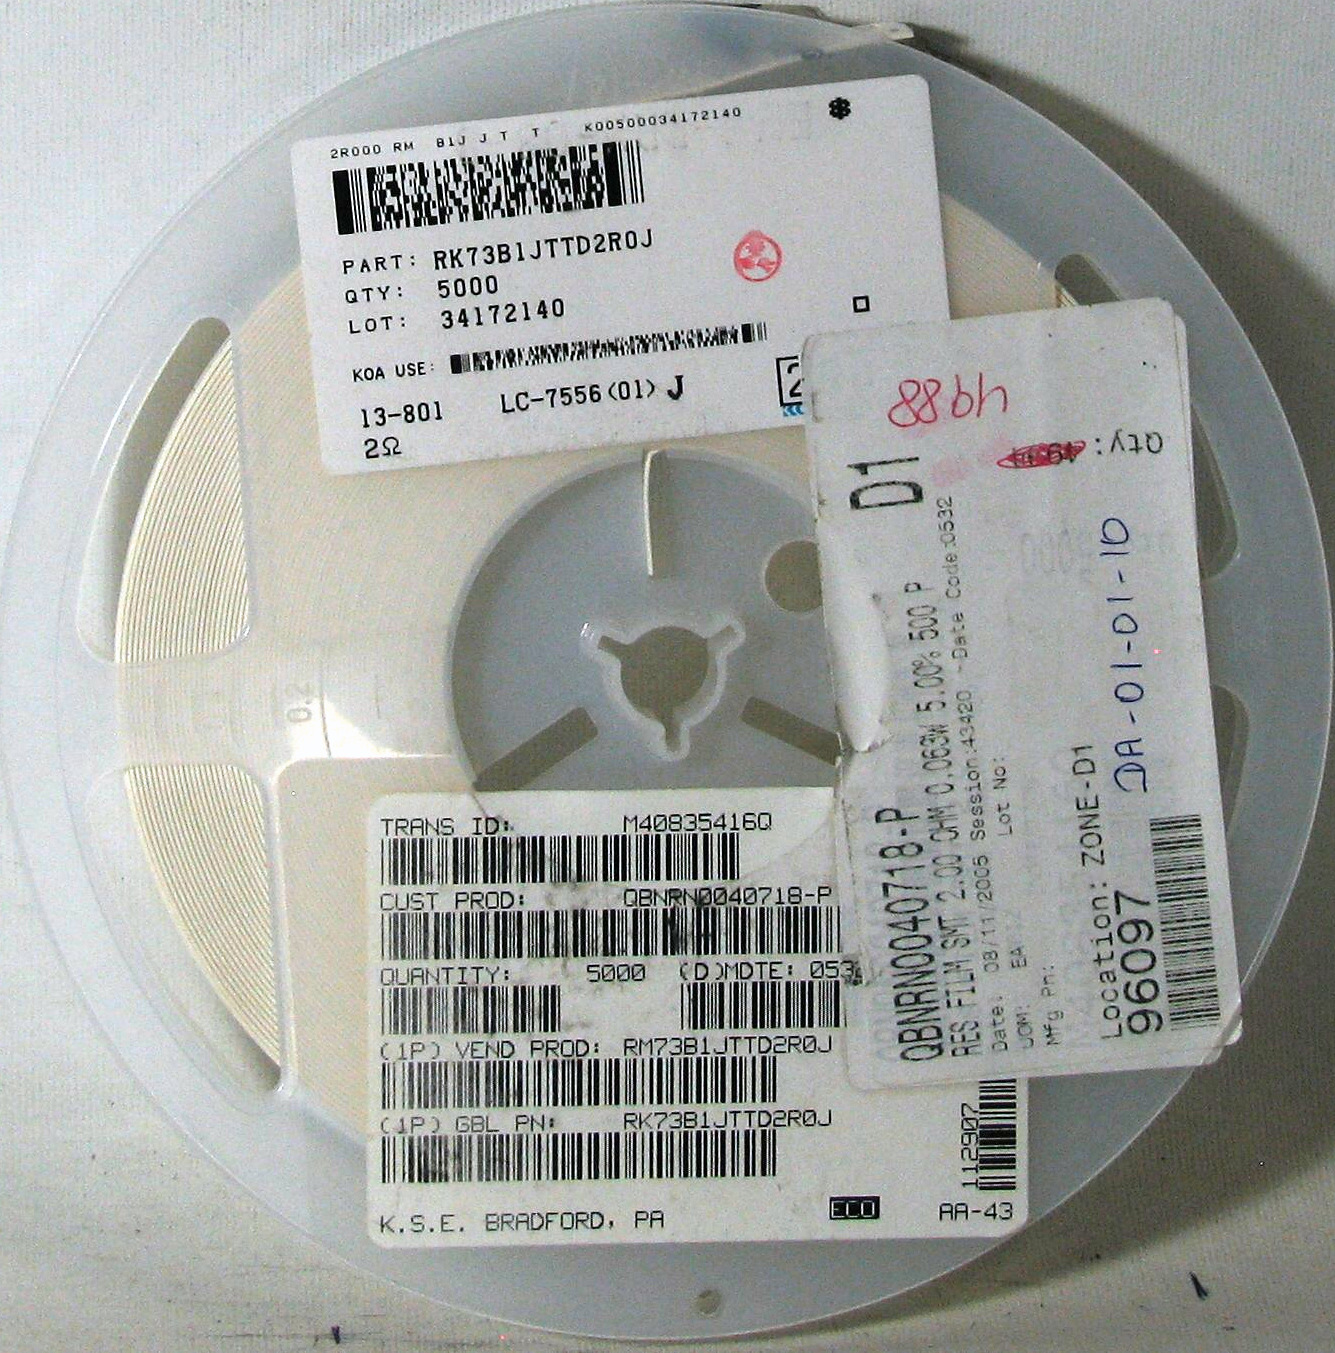 2R000 RM B1J J T T K00500034172140
PART: RK73B1JTTD2R0J
QTY: 5000
LOT: 34172140
KOA USE:
13-801 LC-7556(01) J
2Ω
2
0.2
TRANS ID: M40835416Q
CUST PROD: QBNRN0040718-P
QUANTITY: 5000 (D)MDTE: 053
(1P) VEND PROD: RM73B1JTTD2R0J
(1P) GBL PN: RK73B1JTTD2R0J
K.S.E. BRADFORD, PA ECO AA-43
112907
D1
QBNRN0040718-P
RES FILM SMT 2.00 OHM 0.063W 5.00% 500 P
Date: 08/11/2005 Session:43420 Date Code:0532
UOM: EA Lot No:
Mfg Pn:
Location: ZONE-D1 DA-01-01-10
96097
Qty:
4988